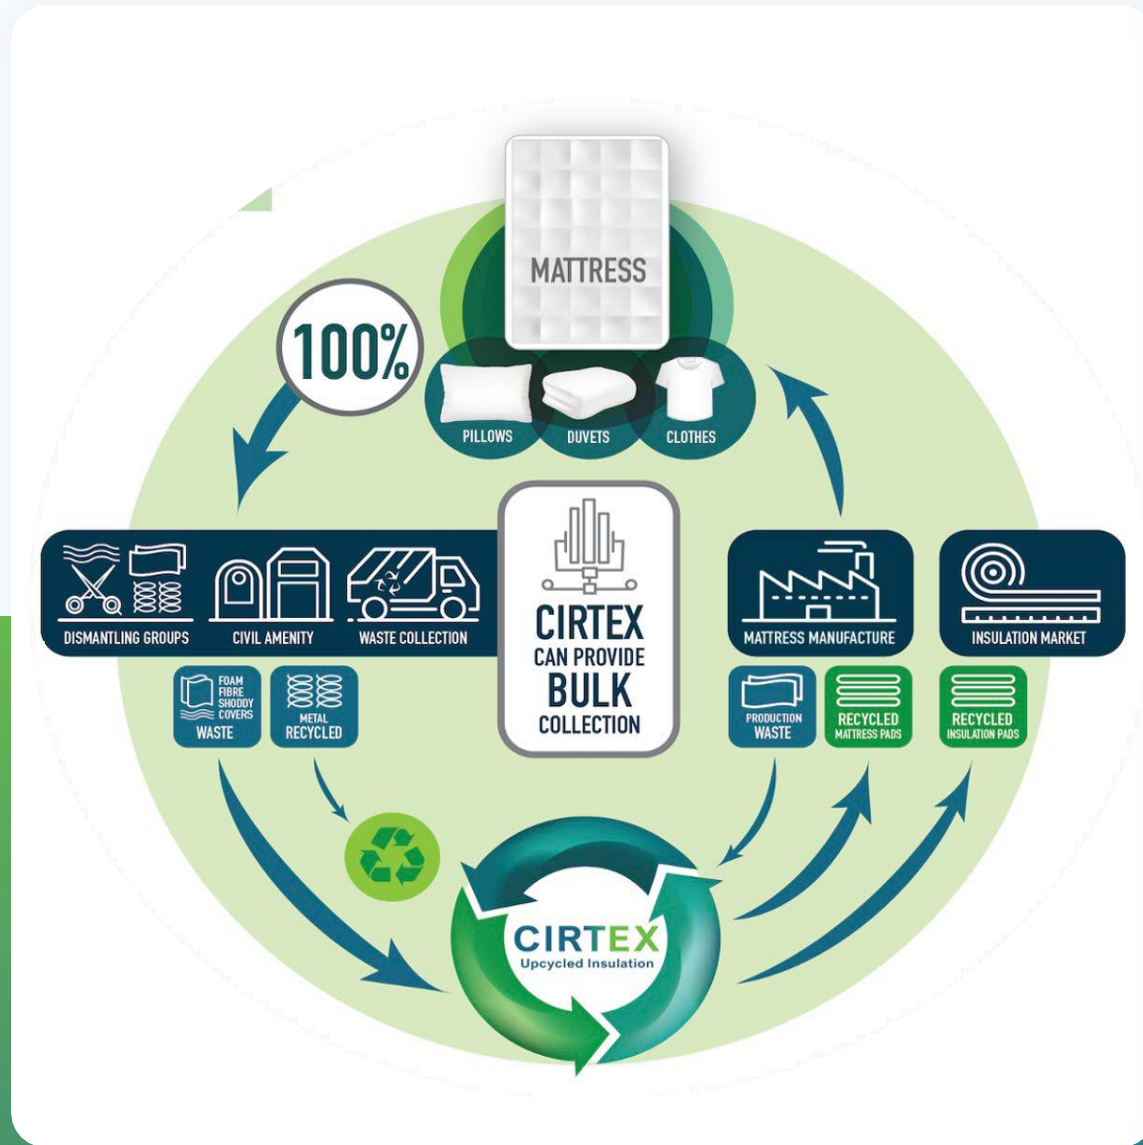 MATTRESS
100%
PILLOWS
DUVETS
CLOTHES
DISMANTLING GROUPS
CIVIL AMENITY
WASTE COLLECTION
CIRTEX
CAN PROVIDE
BULK
COLLECTION
MATTRESS MANUFACTURE
INSULATION MARKET
FOAM
FIBRE
SHODDY
COVERS
WASTE
METAL
RECYCLED
PRODUCTION
WASTE
RECYCLED
MATTRESS PADS
RECYCLED
INSULATION PADS
CIRTEX
Upcycled Insulation